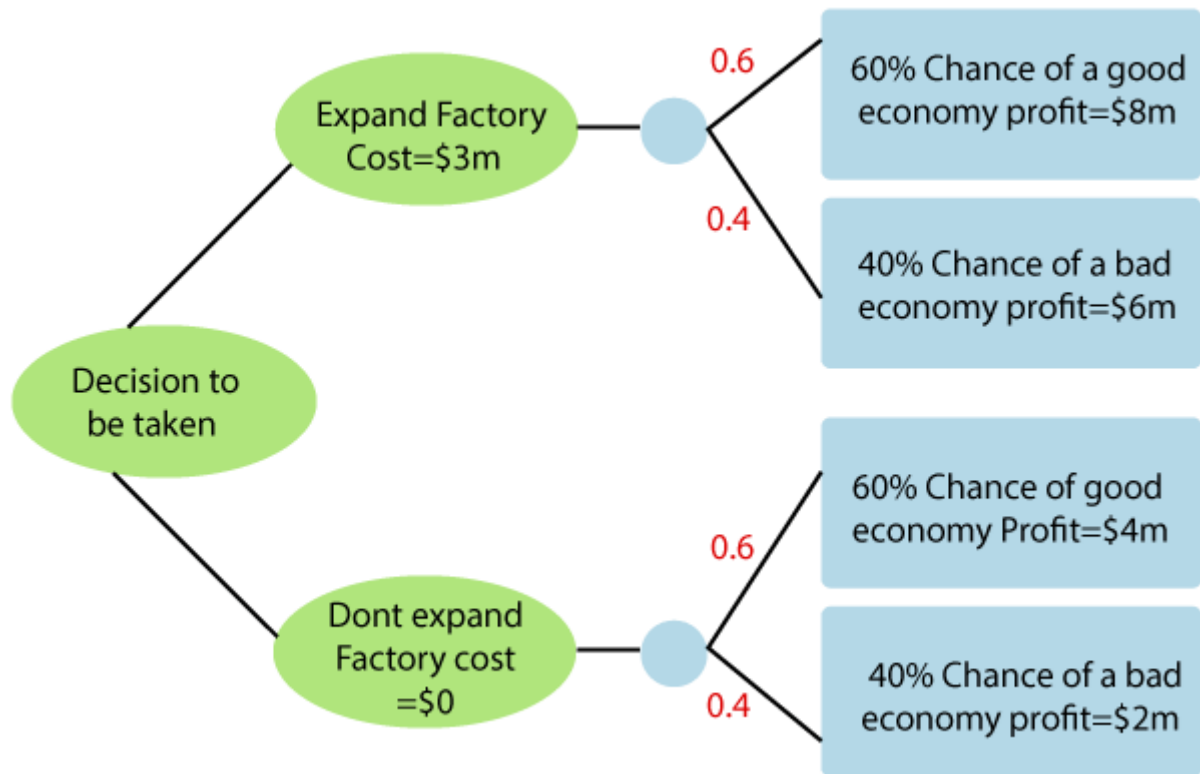 Expand Factory
Cost=$3m
0.6
60% Chance of a good
economy profit=$8m
0.4
40% Chance of a bad
economy profit=$6m
Decision to
be taken
Dont expand
Factory cost
=$0
0.6
60% Chance of good
economy Profit=$4m
0.4
40% Chance of a bad
economy profit=$2m